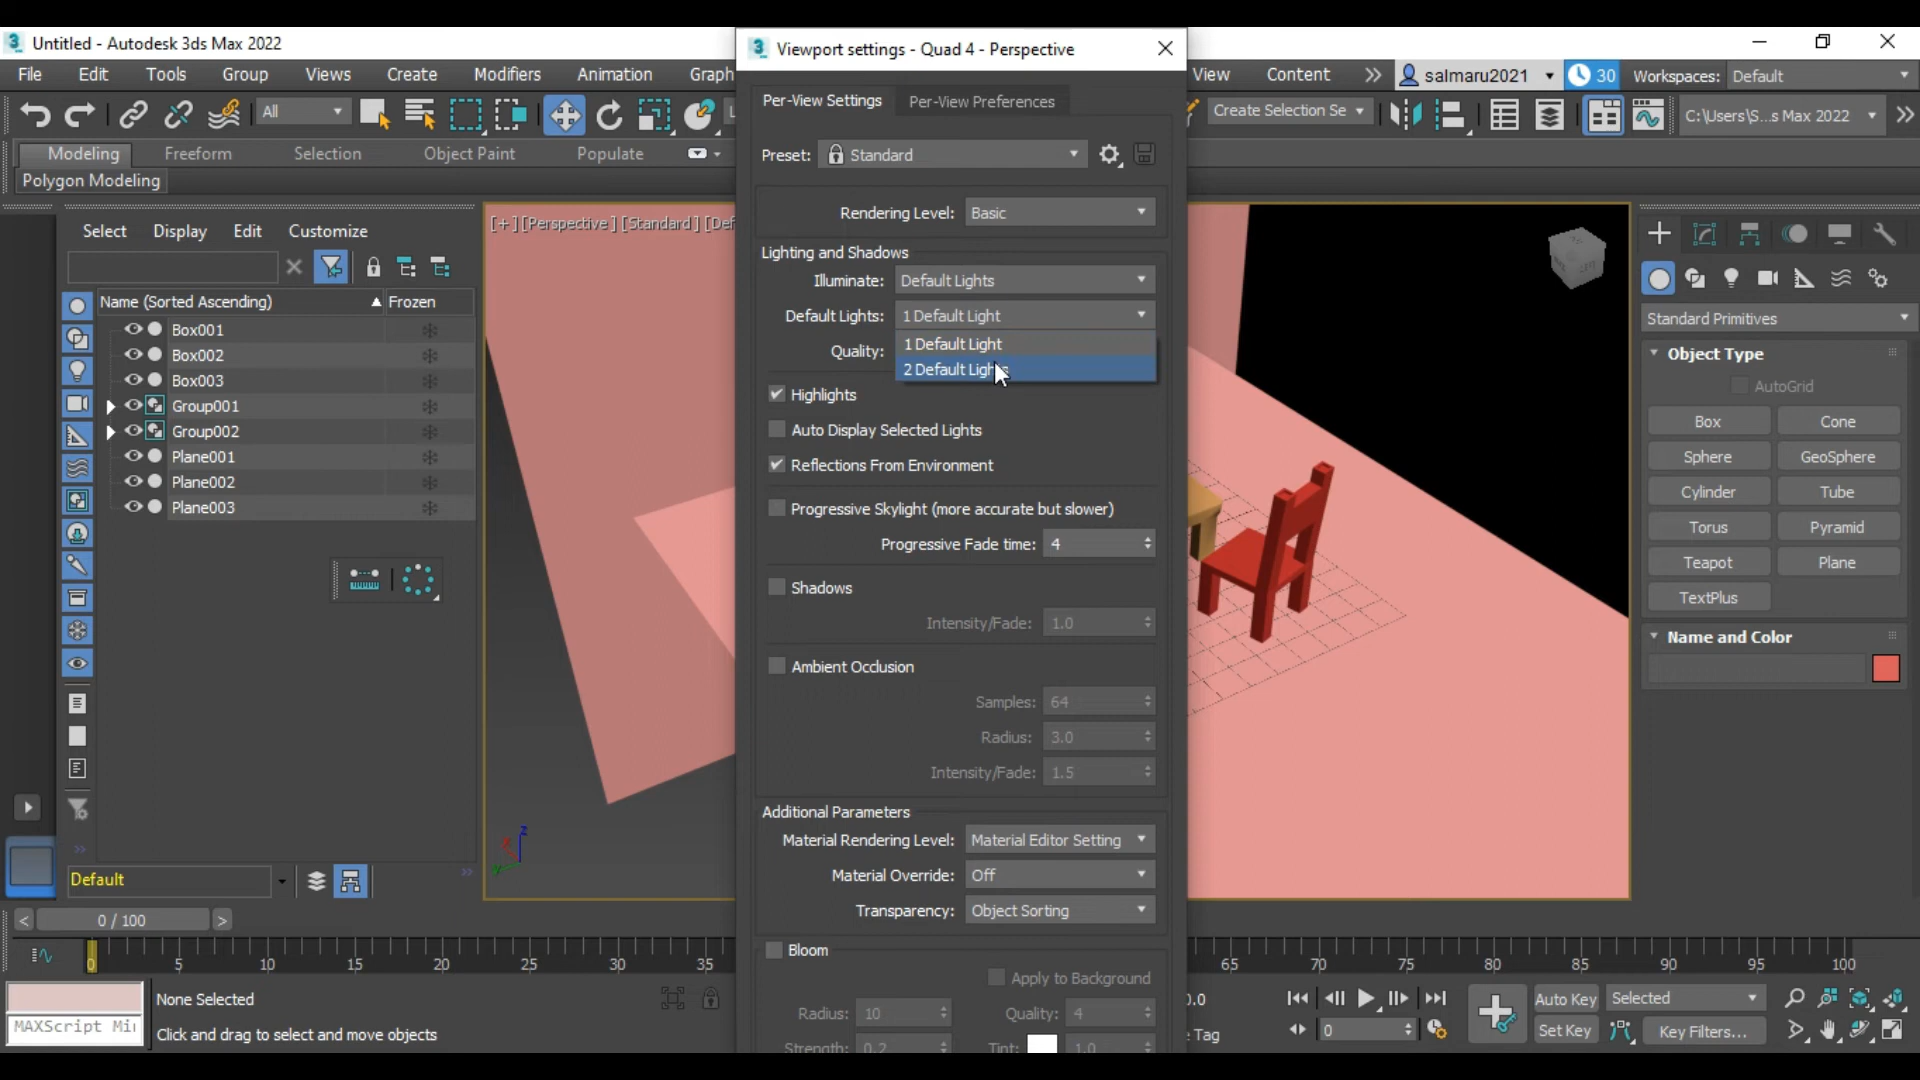 Untitled - Autodesk 3ds Max 2022
Viewport settings - Quad 4 - Perspective
File Edit Tools Group Views Create Modifiers Animation Graph
View Content salmaru2021 30 Workspaces: Default
All
Create Selection Se
C:\Users\S...s Max 2022
Modeling Freeform Selection Object Paint Populate
Polygon Modeling
Per-View Settings Per-View Preferences
Preset: Standard
Rendering Level: Basic
Lighting and Shadows
Illuminate: Default Lights
Default Lights: 1 Default Light
1 Default Light
Quality:
2 Default Lights
Highlights
Auto Display Selected Lights
Reflections From Environment
Progressive Skylight (more accurate but slower)
Progressive Fade time: 4
Shadows
Intensity/Fade: 1.0
Ambient Occlusion
Samples: 64
Radius: 3.0
Intensity/Fade: 1.5
Additional Parameters
Material Rendering Level: Material Editor Setting
Material Override: Off
Transparency: Object Sorting
Bloom
Apply to Background
Radius: 10 Quality: 4
Strength: 0.2 Tint: 1.0
Select Display Edit Customize
Name (Sorted Ascending) Frozen
Box001
Box002
Box003
Group001
Group002
Plane001
Plane002
Plane003
Default
[+][Perspective][Standard][Def
z
x
y
Standard Primitives
Object Type
AutoGrid
Box Cone
Sphere GeoSphere
Cylinder Tube
Torus Pyramid
Teapot Plane
TextPlus
Name and Color
< 0 / 100 >
0 5 10 15 20 25 30 35
65 70 75 80 85 90 95 100
None Selected
MAXScript Mi
Click and drag to select and move objects
0.0
Tag
0
Auto Key Selected
Set Key Key Filters...